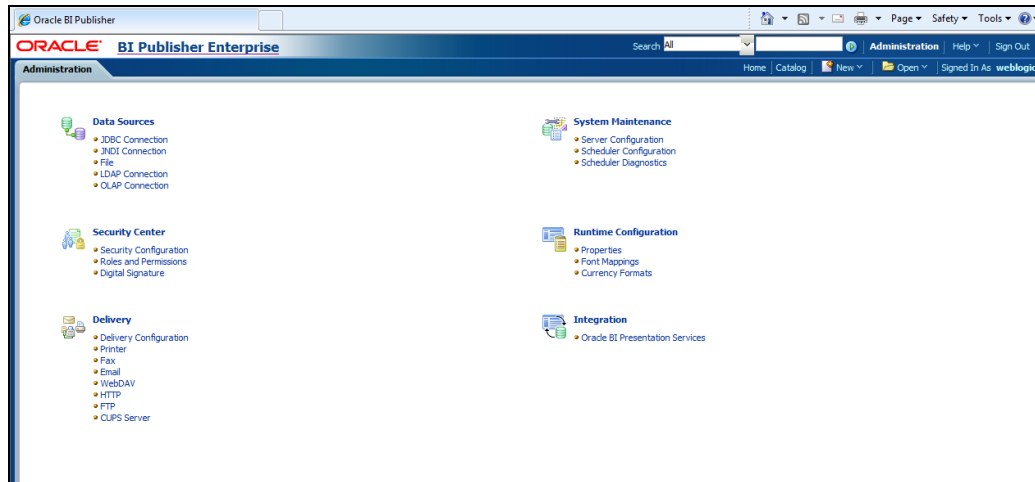 Oracle BI Publisher
Page Safety Tools
ORACLE BI Publisher Enterprise Search All Administration Help Sign Out
Administration Home Catalog New Open Signed In As weblogic
Data Sources
JDBC Connection
JNDI Connection
File
LDAP Connection
OLAP Connection
System Maintenance
Server Configuration
Scheduler Configuration
Scheduler Diagnostics
Security Center
Security Configuration
Roles and Permissions
Digital Signature
Runtime Configuration
Properties
Font Mappings
Currency Formats
Delivery
Delivery Configuration
Printer
Fax
Email
WebDAV
HTTP
FTP
CUPS Server
Integration
Oracle BI Presentation Services